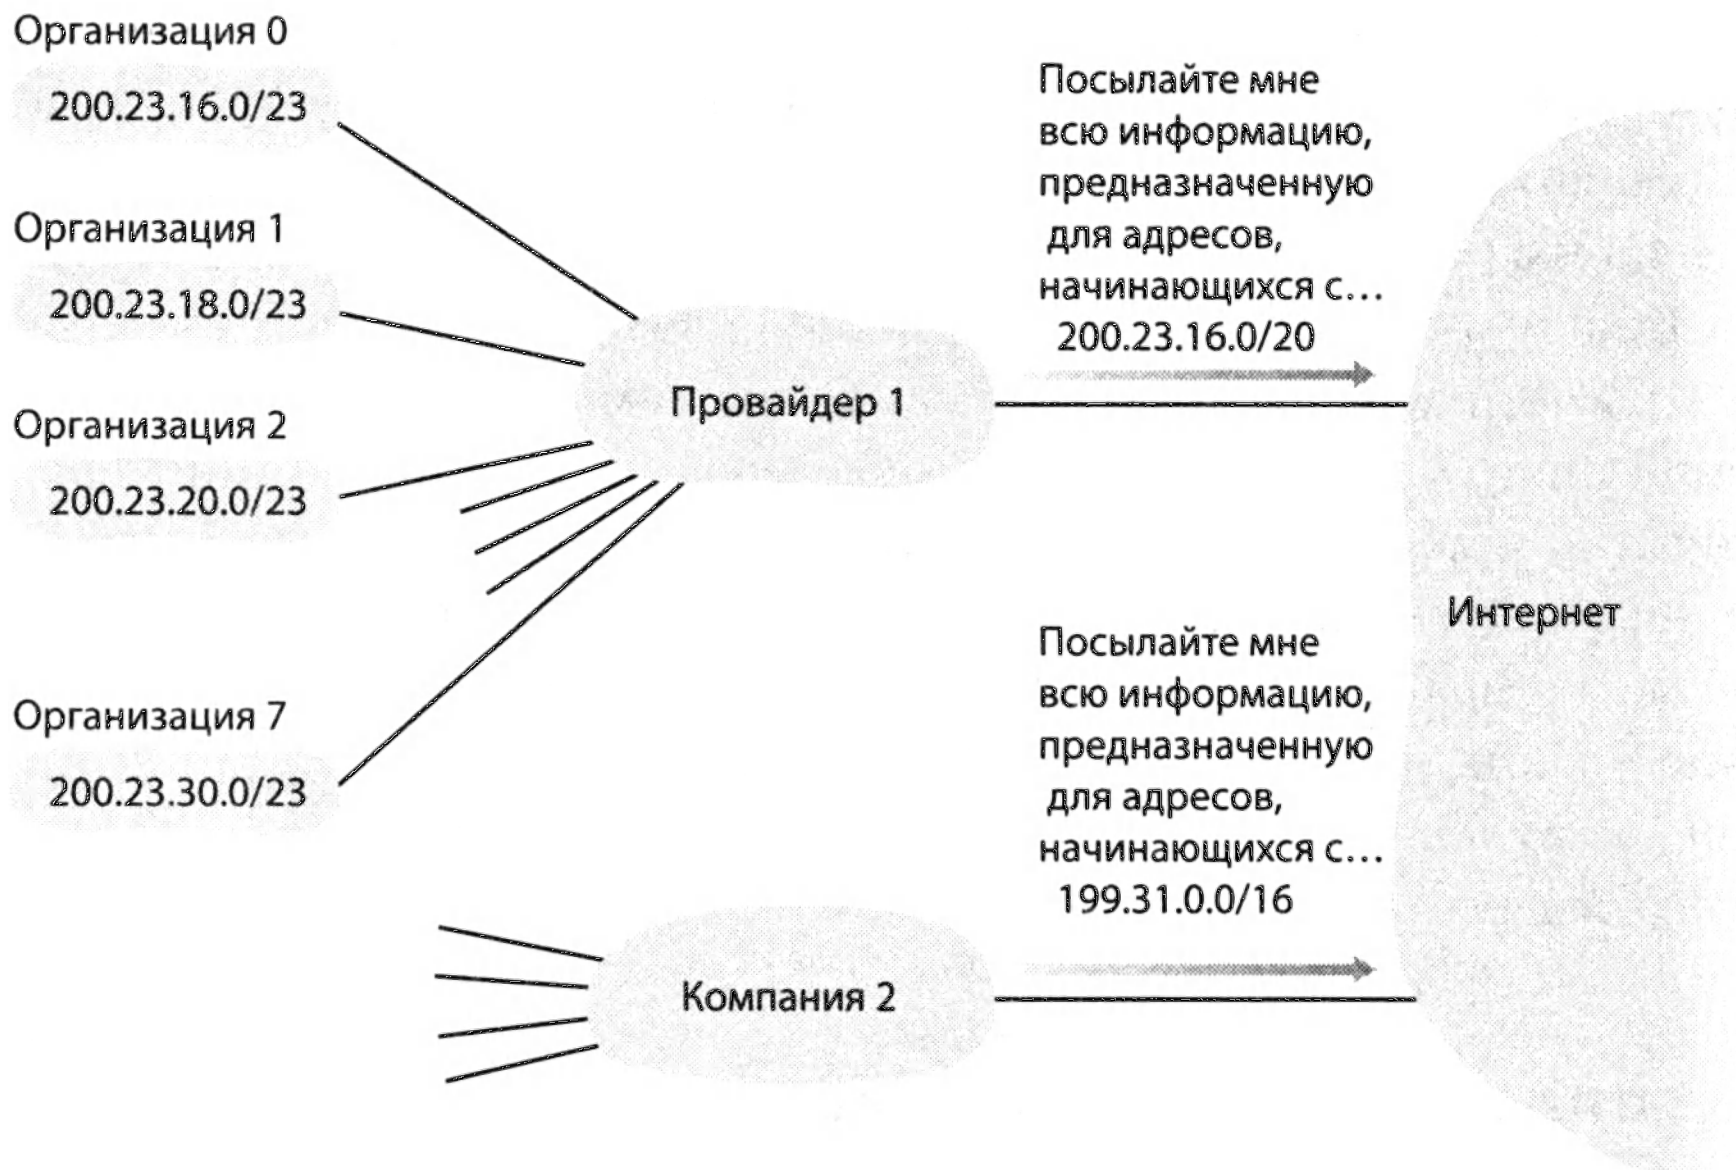 Организация 0
200.23.16.0/23
Организация 1
200.23.18.0/23
Организация 2
200.23.20.0/23
Организация 7
200.23.30.0/23
Провайдер 1
Посылайте мне
всю информацию,
предназначенную
для адресов,
начинающихся с...
200.23.16.0/20
Компания 2
Посылайте мне
всю информацию,
предназначенную
для адресов,
начинающихся с...
199.31.0.0/16
Интернет